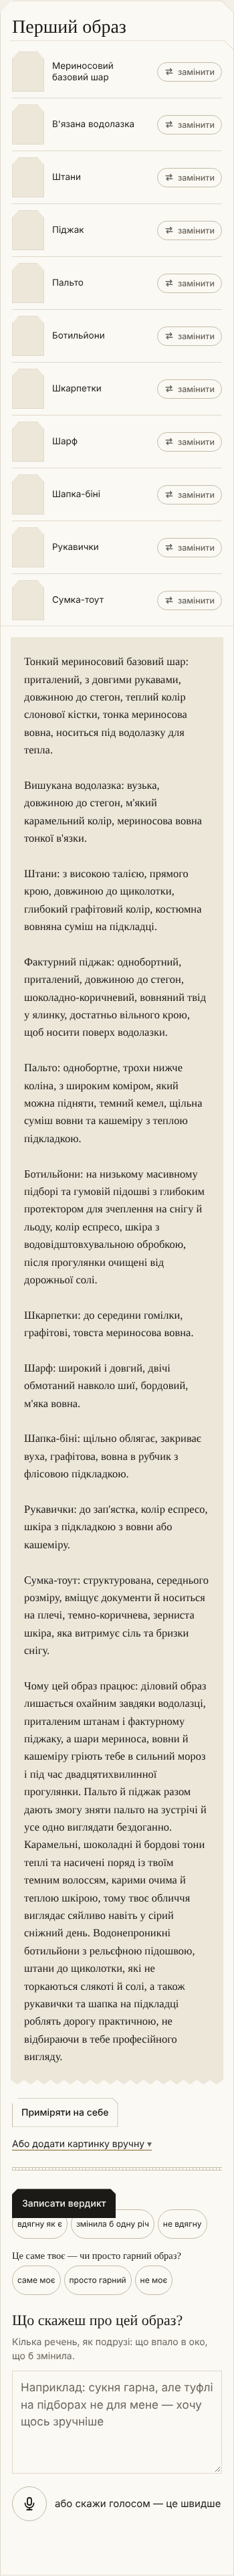 Перший образ
Мериносовий
базовий шар
замінити
В'язана водолазка
замінити
Штани
замінити
Піджак
замінити
Пальто
замінити
Ботильйони
замінити
Шкарпетки
замінити
Шарф
замінити
Шапка-біні
замінити
Рукавички
замінити
Сумка-тоут
замінити
Тонкий мериносовий базовий шар:
приталений, з довгими рукавами,
довжиною до стегон, теплий колір
слонової кістки, тонка мериносова
вовна, носиться під водолазку для
тепла.
Вишукана водолазка: вузька,
довжиною до стегон, м'який
карамельний колір, мериносова вовна
тонкої в'язки.
Штани: з високою талією, прямого
крою, довжиною до щиколотки,
глибокий графітовий колір, костюмна
вовняна суміш на підкладці.
Фактурний піджак: однобортний,
приталений, довжиною до стегон,
шоколадно-коричневий, вовняний твід
у ялинку, достатньо вільного крою,
щоб носити поверх водолазки.
Пальто: однобортне, трохи нижче
коліна, з широким коміром, який
можна підняти, темний кемел, щільна
суміш вовни та кашеміру з теплою
підкладкою.
Ботильйони: на низькому масивному
підборі та гумовій підошві з глибоким
протектором для зчеплення на снігу й
льоду, колір еспресо, шкіра з
водовідштовхувальною обробкою,
після прогулянки очищені від
дорожньої солі.
Шкарпетки: до середини гомілки,
графітові, товста мериносова вовна.
Шарф: широкий і довгий, двічі
обмотаний навколо шиї, бордовий,
м'яка вовна.
Шапка-біні: щільно облягає, закриває
вуха, графітова, вовна в рубчик з
флісовою підкладкою.
Рукавички: до зап'ястка, колір еспресо,
шкіра з підкладкою з вовни або
кашеміру.
Сумка-тоут: структурована, середнього
розміру, вміщує документи й носиться
на плечі, темно-коричнева, зерниста
шкіра, яка витримує сіль та бризки
снігу.
Чому цей образ працює: діловий образ
лишається охайним завдяки водолазці,
приталеним штанам і фактурному
піджаку, а шари мериноса, вовни й
кашеміру гріють тебе в сильний мороз
і під час двадцятихвилинної
прогулянки. Пальто й піджак разом
дають змогу зняти пальто на зустрічі й
усе одно виглядати бездоганно.
Карамельні, шоколадні й бордові тони
теплі та насичені поряд із твоїм
темним волоссям, карими очима й
теплою шкірою, тому твоє обличчя
виглядає сяйливо навіть у сірий
сніжний день. Водонепроникні
ботильйони з рельєфною підошвою,
штани до щиколотки, які не
торкаються слякоті й солі, а також
рукавички та шапка на підкладці
роблять дорогу практичною, не
відбираючи в тебе професійного
вигляду.
Приміряти на себе
Або додати картинку вручну ▾
Записати вердикт
вдягну як є
змінила б одну річ
не вдягну
Це саме твоє — чи просто гарний образ?
саме моє
просто гарний
не моє
Що скажеш про цей образ?
Кілька речень, як подрузі: що впало в око,
що б змінила.
Наприклад: сукня гарна, але туфлі
на підборах не для мене — хочу
щось зручніше
або скажи голосом — це швидше